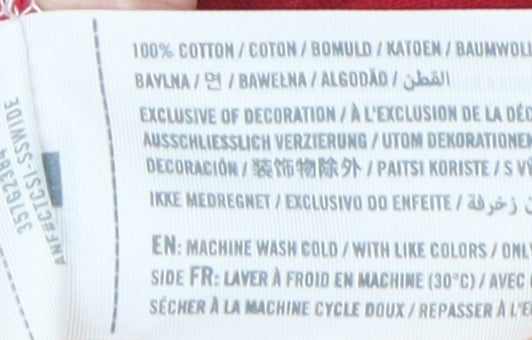 100% COTTON / COTON / BOMULD / KATOEN / BAUMWOLL
BAVLNA / 면 / BAWEŁNA / ALGODÃO / القطن
EXCLUSIVE OF DECORATION / À L'EXCLUSION DE LA DÉC
AUSSCHLIESSLICH VERZIERUNG / UTOM DEKORATIONEN
DECORACIÓN / 装饰物除外 / PAITSI KORISTE / S VÝ
IKKE MEDREGNET / EXCLUSIVO DO ENFEITE / ن زخرفة
EN: MACHINE WASH COLD / WITH LIKE COLORS / ONL
SIDE FR: LAVER À FROID EN MACHINE (30°C) / AVEC
SÉCHER À LA MACHINE CYCLE DOUX / REPASSER À L'E
35762384
ANF#CTCSI-SSWIDE